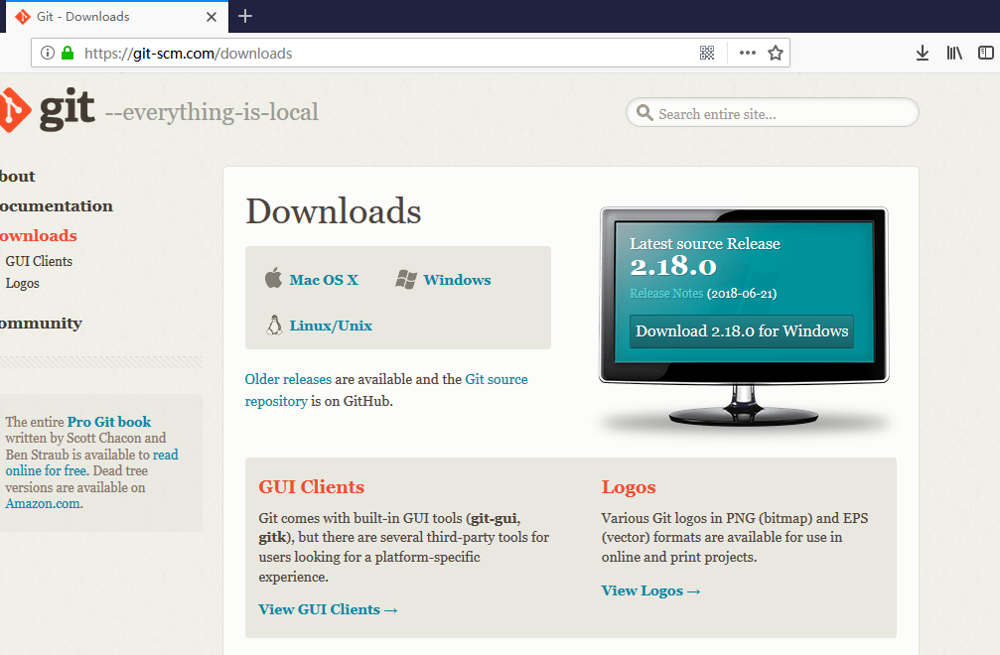 Git - Downloads
https://git-scm.com/downloads
git --everything-is-local
Search entire site...
bout
ocumentation
ownloads
GUI Clients
Logos
ommunity
The entire Pro Git book
written by Scott Chacon and
Ben Straub is available to read
online for free. Dead tree
versions are available on
Amazon.com.
Downloads
Mac OS X
Windows
Linux/Unix
Older releases are available and the Git source
repository is on GitHub.
Latest source Release
2.18.0
Release Notes (2018-06-21)
Download 2.18.0 for Windows
GUI Clients
Git comes with built-in GUI tools (git-gui,
gitk), but there are several third-party tools for
users looking for a platform-specific
experience.
View GUI Clients →
Logos
Various Git logos in PNG (bitmap) and EPS
(vector) formats are available for use in
online and print projects.
View Logos →